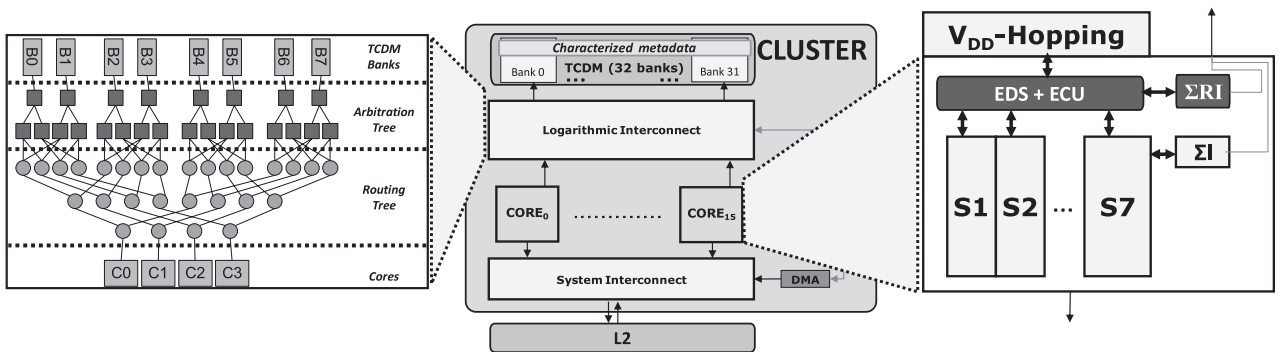 B0 B1 B2 B3 B4 B5 B6 B7
TCDM
Banks
Arbitration
Tree
Routing
Tree
C0 C1 C2 C3
Cores
CLUSTER
Characterized metadata
Bank 0
TCDM (32 banks)
Bank 31
... ...
Logarithmic Interconnect
CORE0 .............. CORE15
System Interconnect
DMA
L2
VDD-Hopping
EDS + ECU
ΣRI
ΣI
S1 S2 ... S7